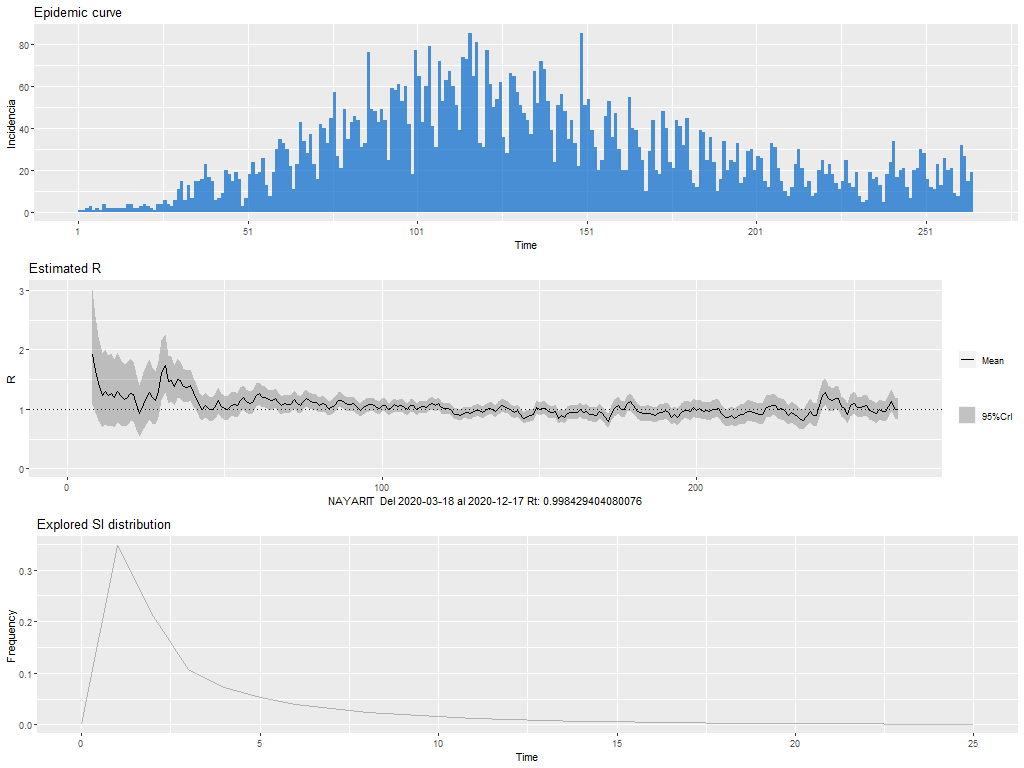 Epidemic curve
Incidencia
80
60
40
20
0
1
51
101
151
201
251
Time
Estimated R
R
3
2
1
0
0
100
200
Mean
95%CrI
NAYARIT Del 2020-03-18 al 2020-12-17 Rt: 0.998429404080076
Explored SI distribution
Frequency
0.3
0.2
0.1
0.0
0
5
10
15
20
25
Time